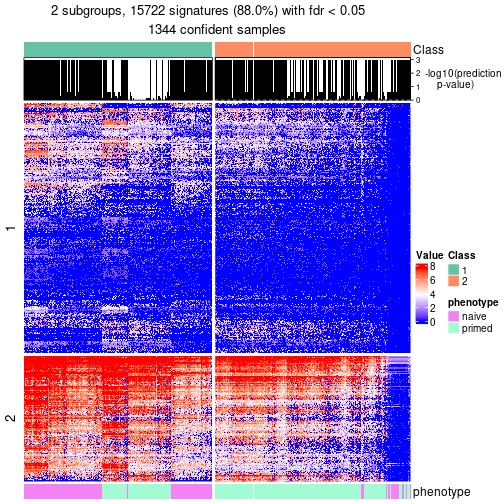 2 subgroups, 15722 signatures (88.0%) with fdr < 0.05
1344 confident samples
Class
3
2
1
0
-log10(prediction
p-value)
1
2
Value
8
6
4
2
0
Class
1
2
phenotype
naive
primed
phenotype